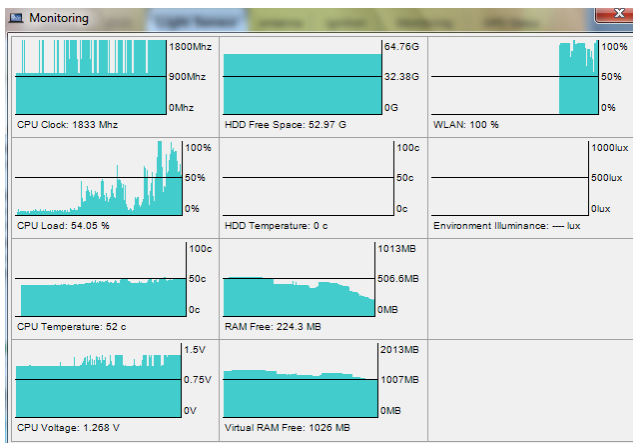 Monitoring
1800Mhz
900Mhz
0Mhz
CPU Clock: 1833 Mhz
64.76G
32.38G
0G
HDD Free Space: 52.97 G
100%
50%
0%
WLAN: 100 %
100%
50%
0%
CPU Load: 54.05 %
100c
50c
0c
HDD Temperature: 0 c
1000lux
500lux
0lux
Environment Illuminance: ---- lux
100c
50c
0c
CPU Temperature: 52 c
1013MB
506.6MB
0MB
RAM Free: 224.3 MB
1.5V
0.75V
0V
CPU Voltage: 1.268 V
2013MB
1007MB
0MB
Virtual RAM Free: 1026 MB